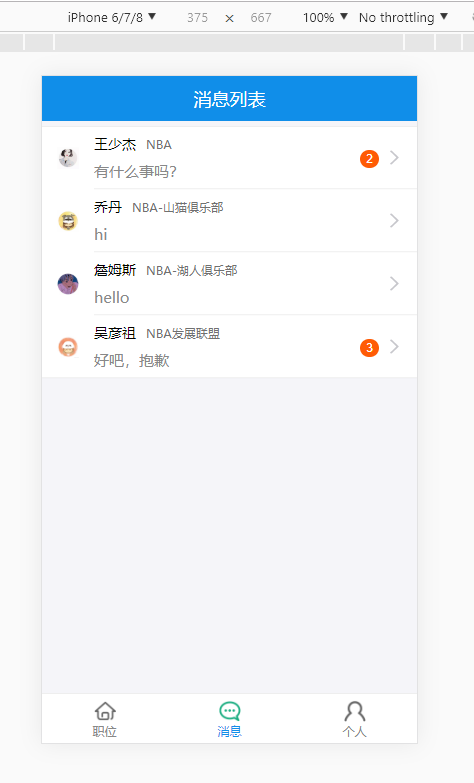 iPhone 6/7/8 ▼ 375 × 667 100% ▼ No throttling ▼
消息列表
王少杰 NBA
有什么事吗? 2
乔丹 NBA-山猫俱乐部
hi
詹姆斯 NBA-湖人俱乐部
hello
吴彦祖 NBA发展联盟
好吧，抱歉 3
职位 消息 个人